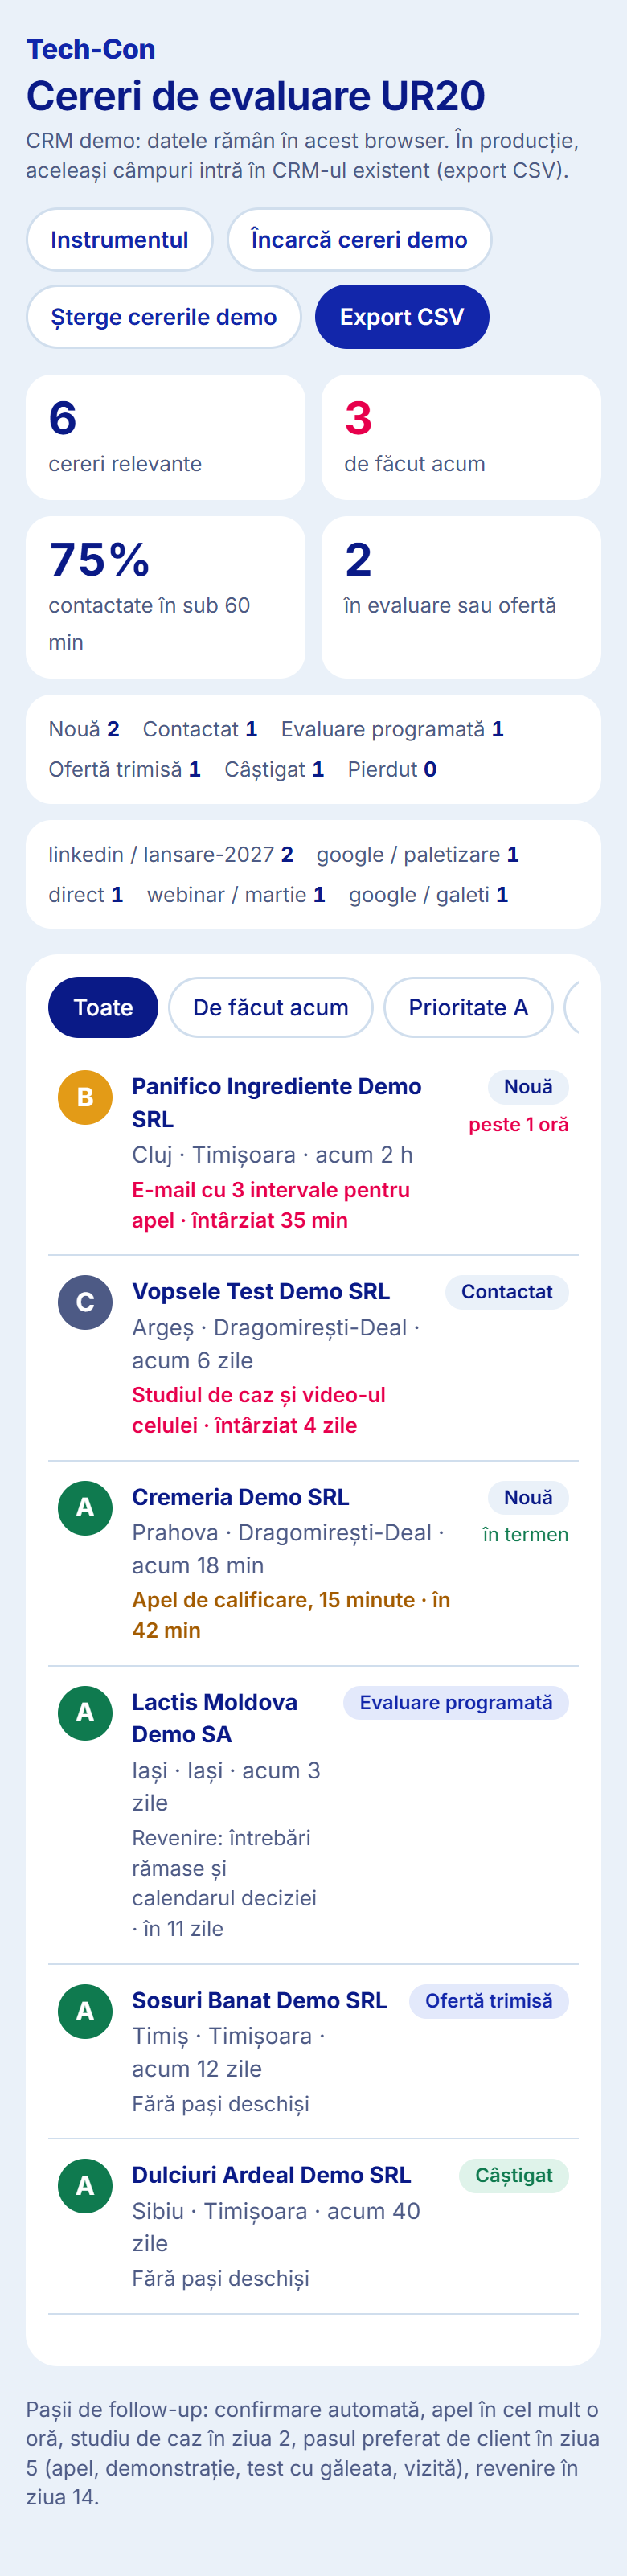 Tech-Con
Cereri de evaluare UR20
CRM demo: datele rămân în acest browser. În producție,
aceleași câmpuri intră în CRM-ul existent (export CSV).
Instrumentul
Încarcă cereri demo
Șterge cererile demo
Export CSV
6
cereri relevante
3
de făcut acum
75%
contactate în sub 60
min
2
în evaluare sau ofertă
Nouă 2 Contactat 1 Evaluare programată 1
Ofertă trimisă 1 Câștigat 1 Pierdut 0
linkedin / lansare-2027 2 google / paletizare 1
direct 1 webinar / martie 1 google / galeti 1
Toate
De făcut acum
Prioritate A
B
Panifico Ingrediente Demo
SRL
Cluj · Timișoara · acum 2 h
E-mail cu 3 intervale pentru
apel · întârziat 35 min
Nouă
peste 1 oră
C
Vopsele Test Demo SRL
Argeș · Dragomirești-Deal ·
acum 6 zile
Studiul de caz și video-ul
celulei · întârziat 4 zile
Contactat
A
Cremeria Demo SRL
Prahova · Dragomirești-Deal ·
acum 18 min
Apel de calificare, 15 minute · în
42 min
Nouă
în termen
A
Lactis Moldova
Demo SA
Iași · Iași · acum 3
zile
Revenire: întrebări
rămase și
calendarul deciziei
· în 11 zile
Evaluare programată
A
Sosuri Banat Demo SRL
Timiș · Timișoara ·
acum 12 zile
Fără pași deschiși
Ofertă trimisă
A
Dulciuri Ardeal Demo SRL
Sibiu · Timișoara · acum 40
zile
Fără pași deschiși
Câștigat
Pașii de follow-up: confirmare automată, apel în cel mult o
oră, studiu de caz în ziua 2, pasul preferat de client în ziua
5 (apel, demonstrație, test cu găleata, vizită), revenire în
ziua 14.